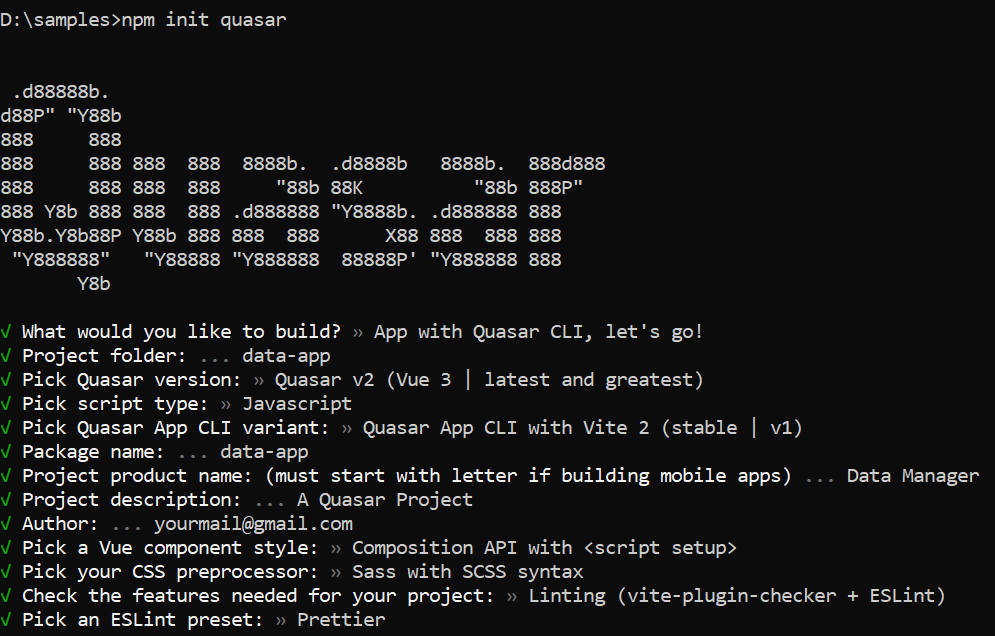 D:\samples>npm init quasar
 .d88888b.
d88P" "Y88b
888     888
888     888 888  888  8888b.  .d8888b   8888b.  888d888
888     888 888  888     "88b 88K          "88b 888P"
888 Y8b 888 888  888 .d888888 "Y8888b. .d888888 888
Y88b.Y8b88P Y88b 888 888  888      X88 888  888 888
 "Y888888"   "Y88888 "Y888888  88888P' "Y888888 888
       Y8b
√ What would you like to build? » App with Quasar CLI, let's go!
√ Project folder: ... data-app
√ Pick Quasar version: » Quasar v2 (Vue 3 | latest and greatest)
√ Pick script type: » Javascript
√ Pick Quasar App CLI variant: » Quasar App CLI with Vite 2 (stable | v1)
√ Package name: ... data-app
√ Project product name: (must start with letter if building mobile apps) ... Data Manager
√ Project description: ... A Quasar Project
√ Author: ... yourmail@gmail.com
√ Pick a Vue component style: » Composition API with <script setup>
√ Pick your CSS preprocessor: » Sass with SCSS syntax
√ Check the features needed for your project: » Linting (vite-plugin-checker + ESLint)
√ Pick an ESLint preset: » Prettier